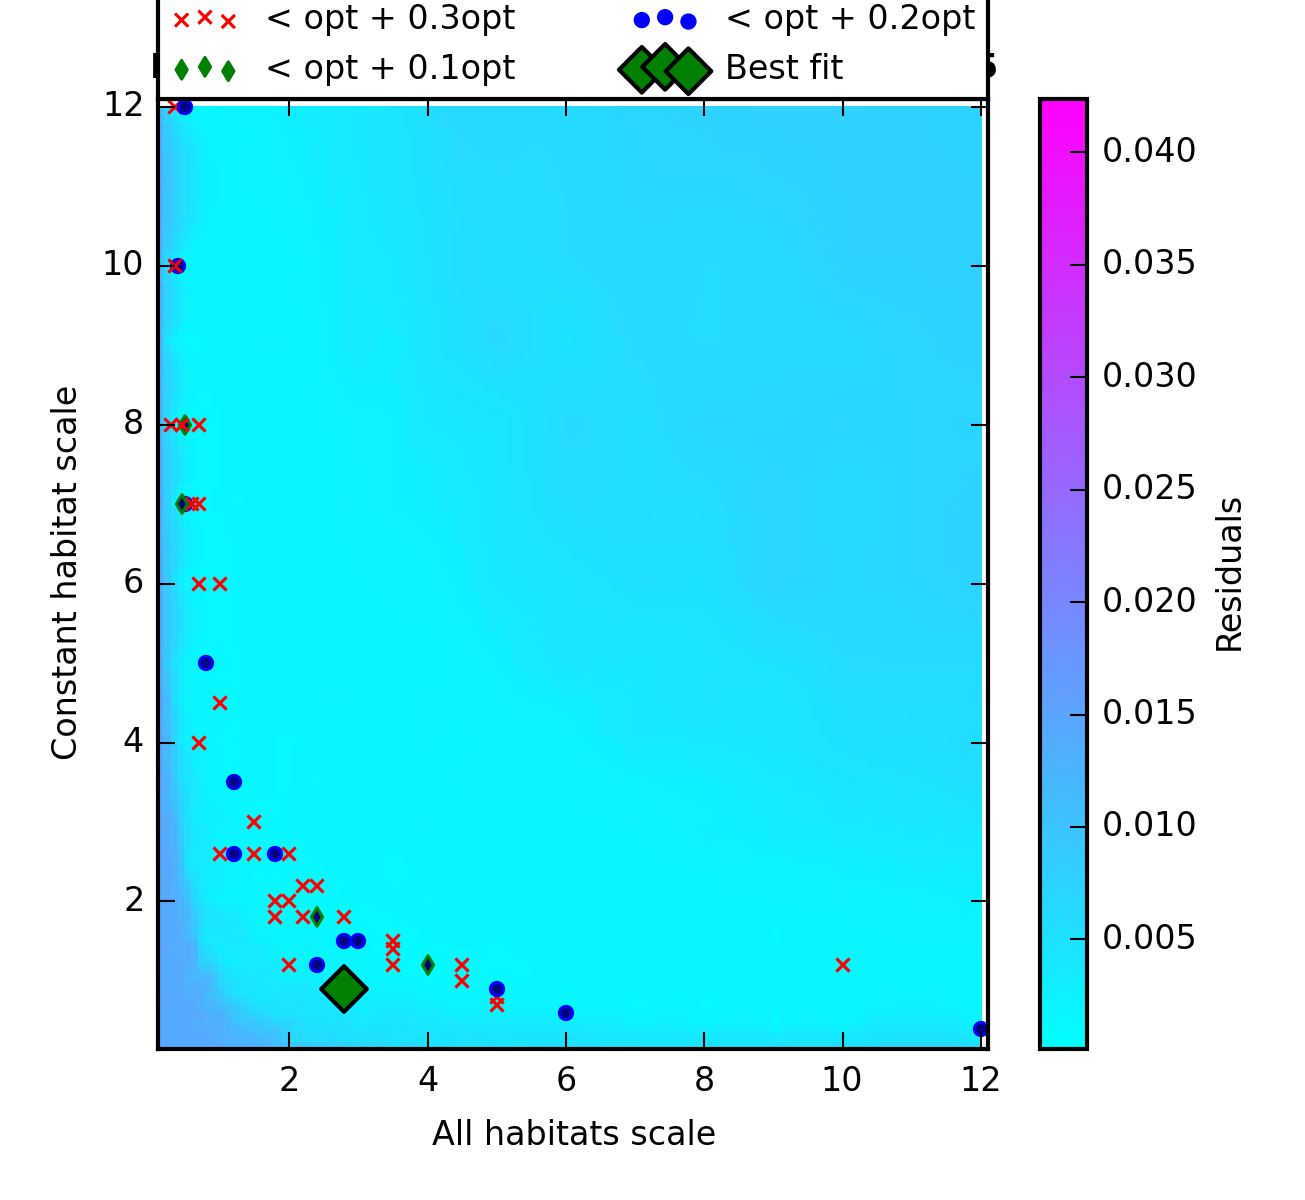 < opt + 0.3opt
< opt + 0.2opt
< opt + 0.1opt
Best fit
12
10
8
6
4
2
Constant habitat scale
2
4
6
8
10
12
All habitats scale
0.040
0.035
0.030
0.025
0.020
0.015
0.010
0.005
Residuals